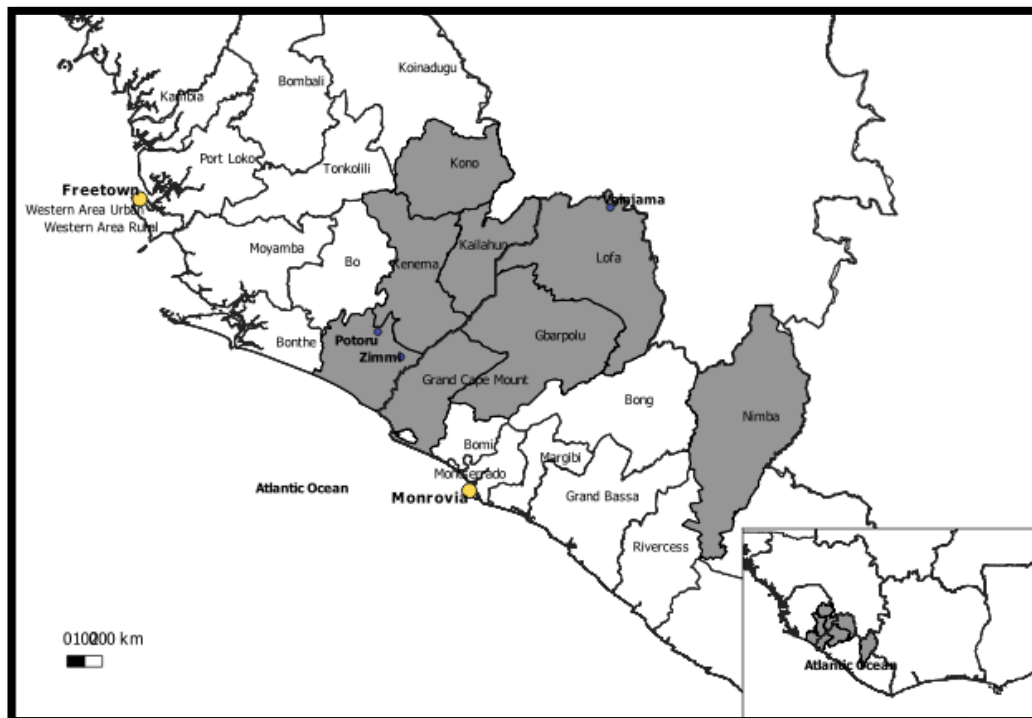 Koinadugu
Bombali
Kambia
Port Loko
Tonkolili
Kono
Freetown
Western Area Urban
Western Area Rural
Voinjama
Moyamba
Bo
Kenema
Kailahun
Lofa
Bonthe
Potoru
Zimmi
Gbarpolu
Grand Cape Mount
Bong
Nimba
Bomi
Margibi
Montserrado
Atlantic Ocean
Monrovia
Grand Bassa
Rivercess
km
Atlantic Ocean